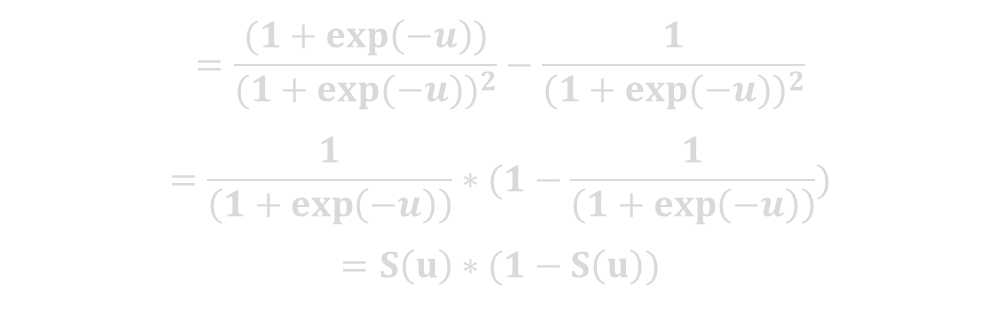 = (1 + exp(−u)) / (1 + exp(−u))² − 1 / (1 + exp(−u))²
= 1 / (1 + exp(−u)) * (1 − 1 / (1 + exp(−u)))
= S(u) * (1 − S(u))